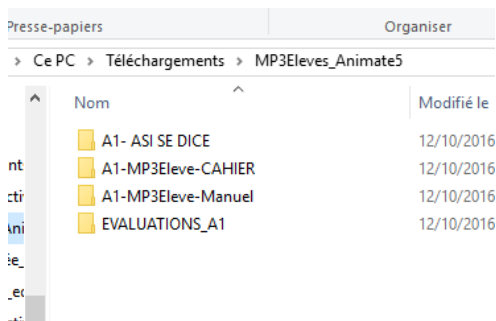 Presse-papiers Organiser
> Ce PC > Téléchargements > MP3Eleves_Animate5
Nom Modifié le
A1- ASI SE DICE 12/10/2016
nt A1-MP3Eleve-CAHIER 12/10/2016
A1-MP3Eleve-Manuel 12/10/2016
EVALUATIONS_A1 12/10/2016